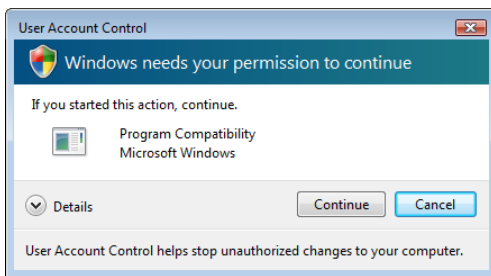 User Account Control
Windows needs your permission to continue
If you started this action, continue.
Program Compatibility
Microsoft Windows
Details
Continue
Cancel
User Account Control helps stop unauthorized changes to your computer.